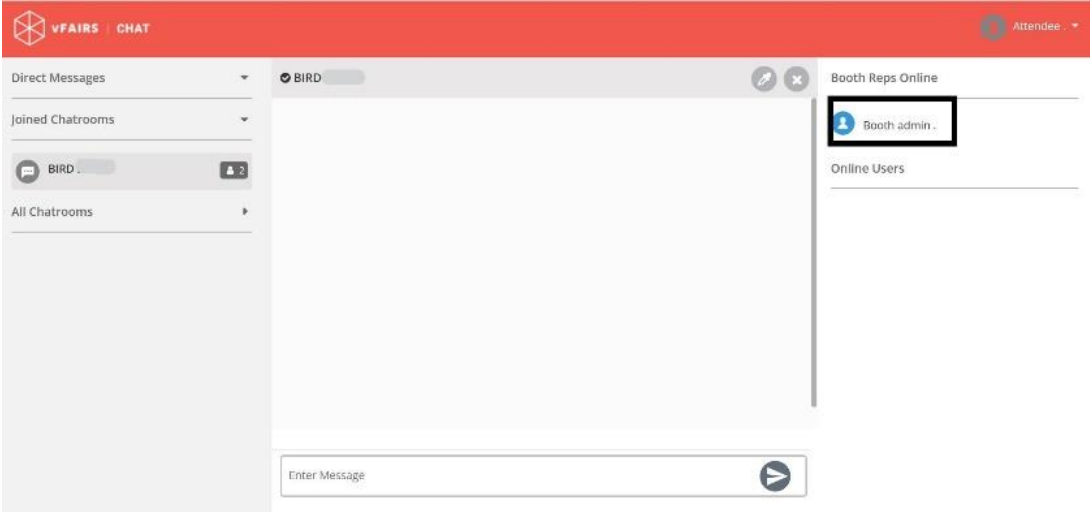 vFAIRS | CHAT
Attendee .
Direct Messages
Joined Chatrooms
BIRD .
2
All Chatrooms
BIRD
Enter Message
Booth Reps Online
Booth admin .
Online Users